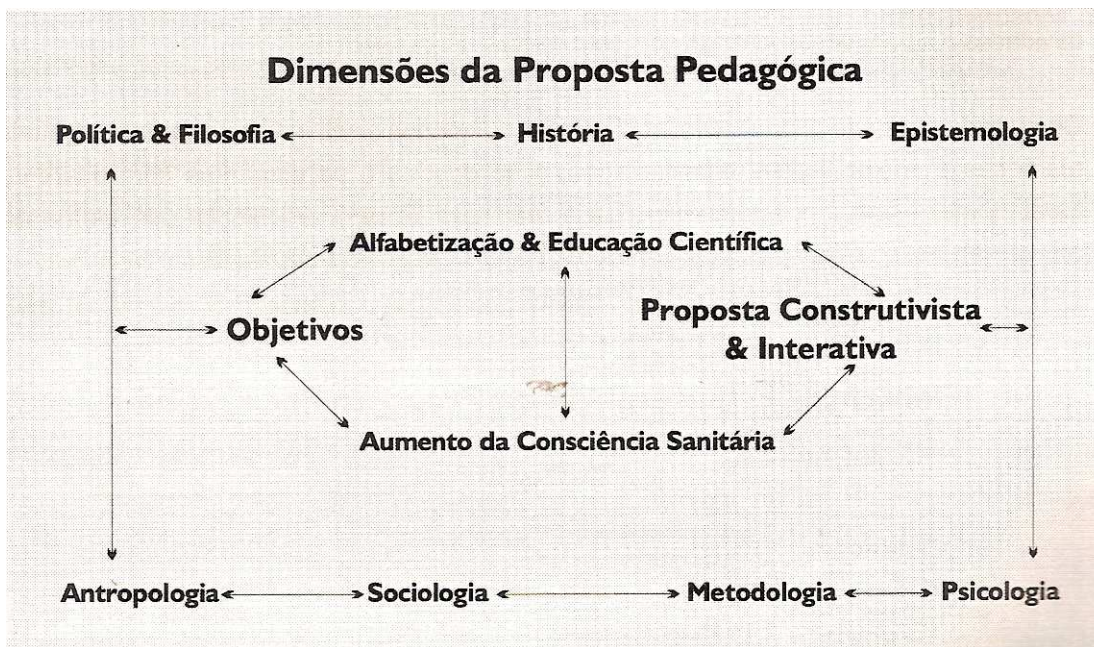 Dimensões da Proposta Pedagógica
Política & Filosofia História Epistemologia
Alfabetização & Educação Científica
Objetivos
Proposta Construtivista
& Interativa
Aumento da Consciência Sanitária
Antropologia Sociologia Metodologia Psicologia